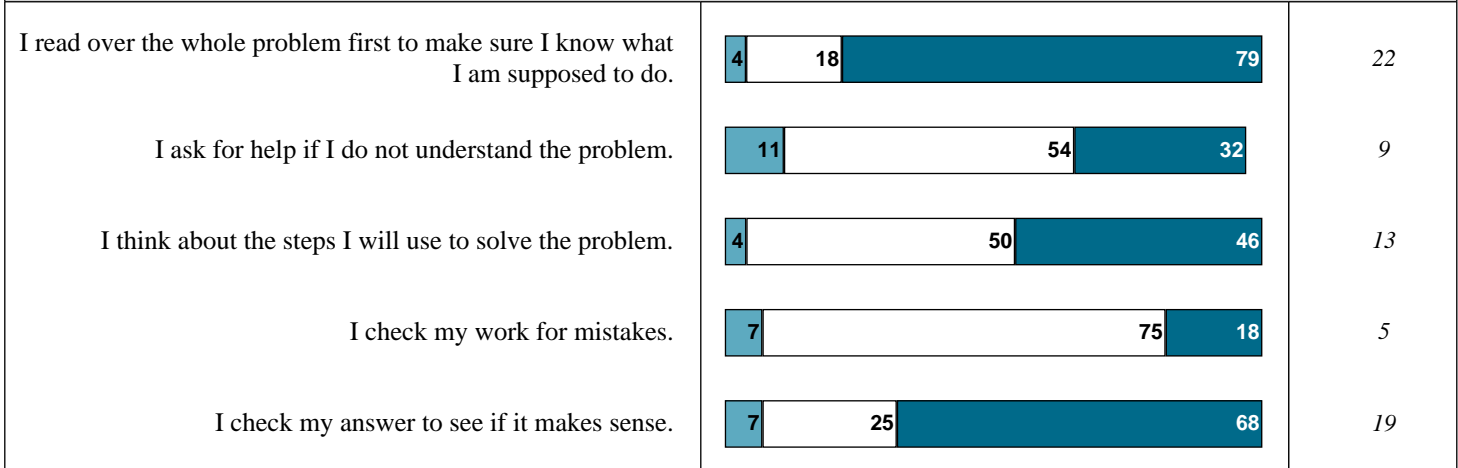 I read over the whole problem first to make sure I know what
I am supposed to do.
4 18 79 22
I ask for help if I do not understand the problem.
11 54 32 9
I think about the steps I will use to solve the problem.
4 50 46 13
I check my work for mistakes.
7 75 18 5
I check my answer to see if it makes sense.
7 25 68 19